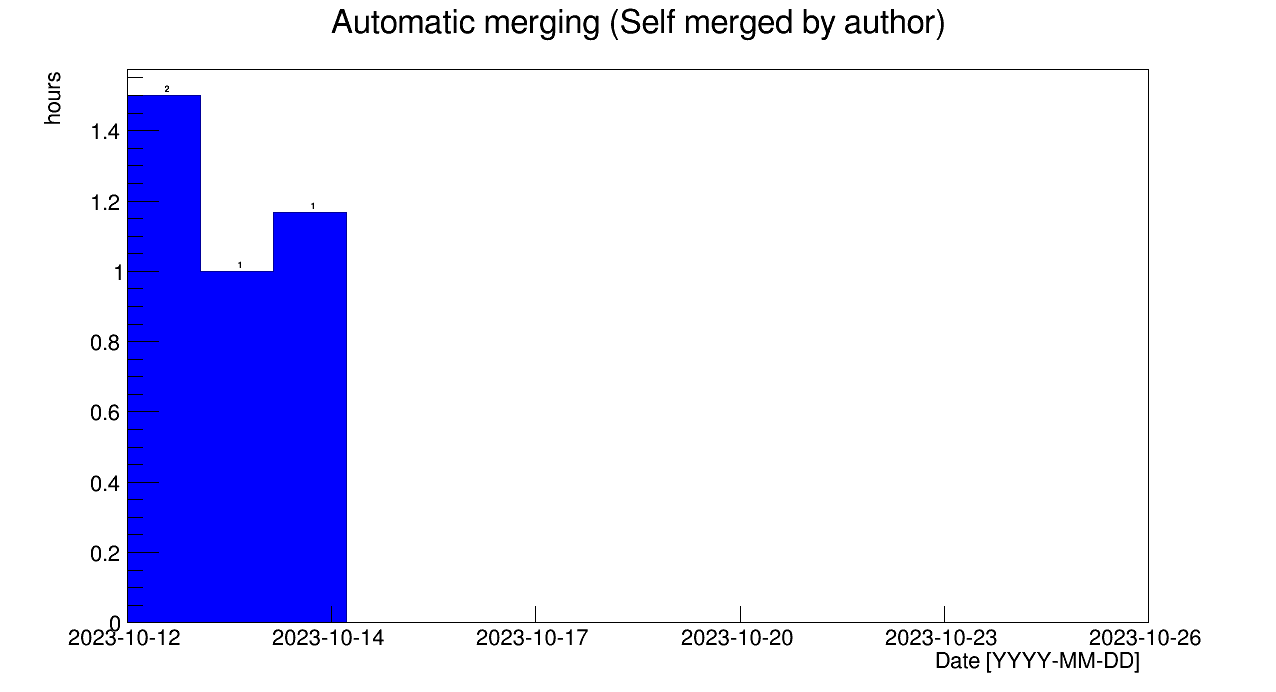 Automatic merging (Self merged by author)
hours
2
1.4
1.2
1
1
1
0.8
0.6
0.4
0.2
0
2023-10-12 2023-10-14 2023-10-17 2023-10-20 2023-10-23 2023-10-26
Date [YYYY-MM-DD]